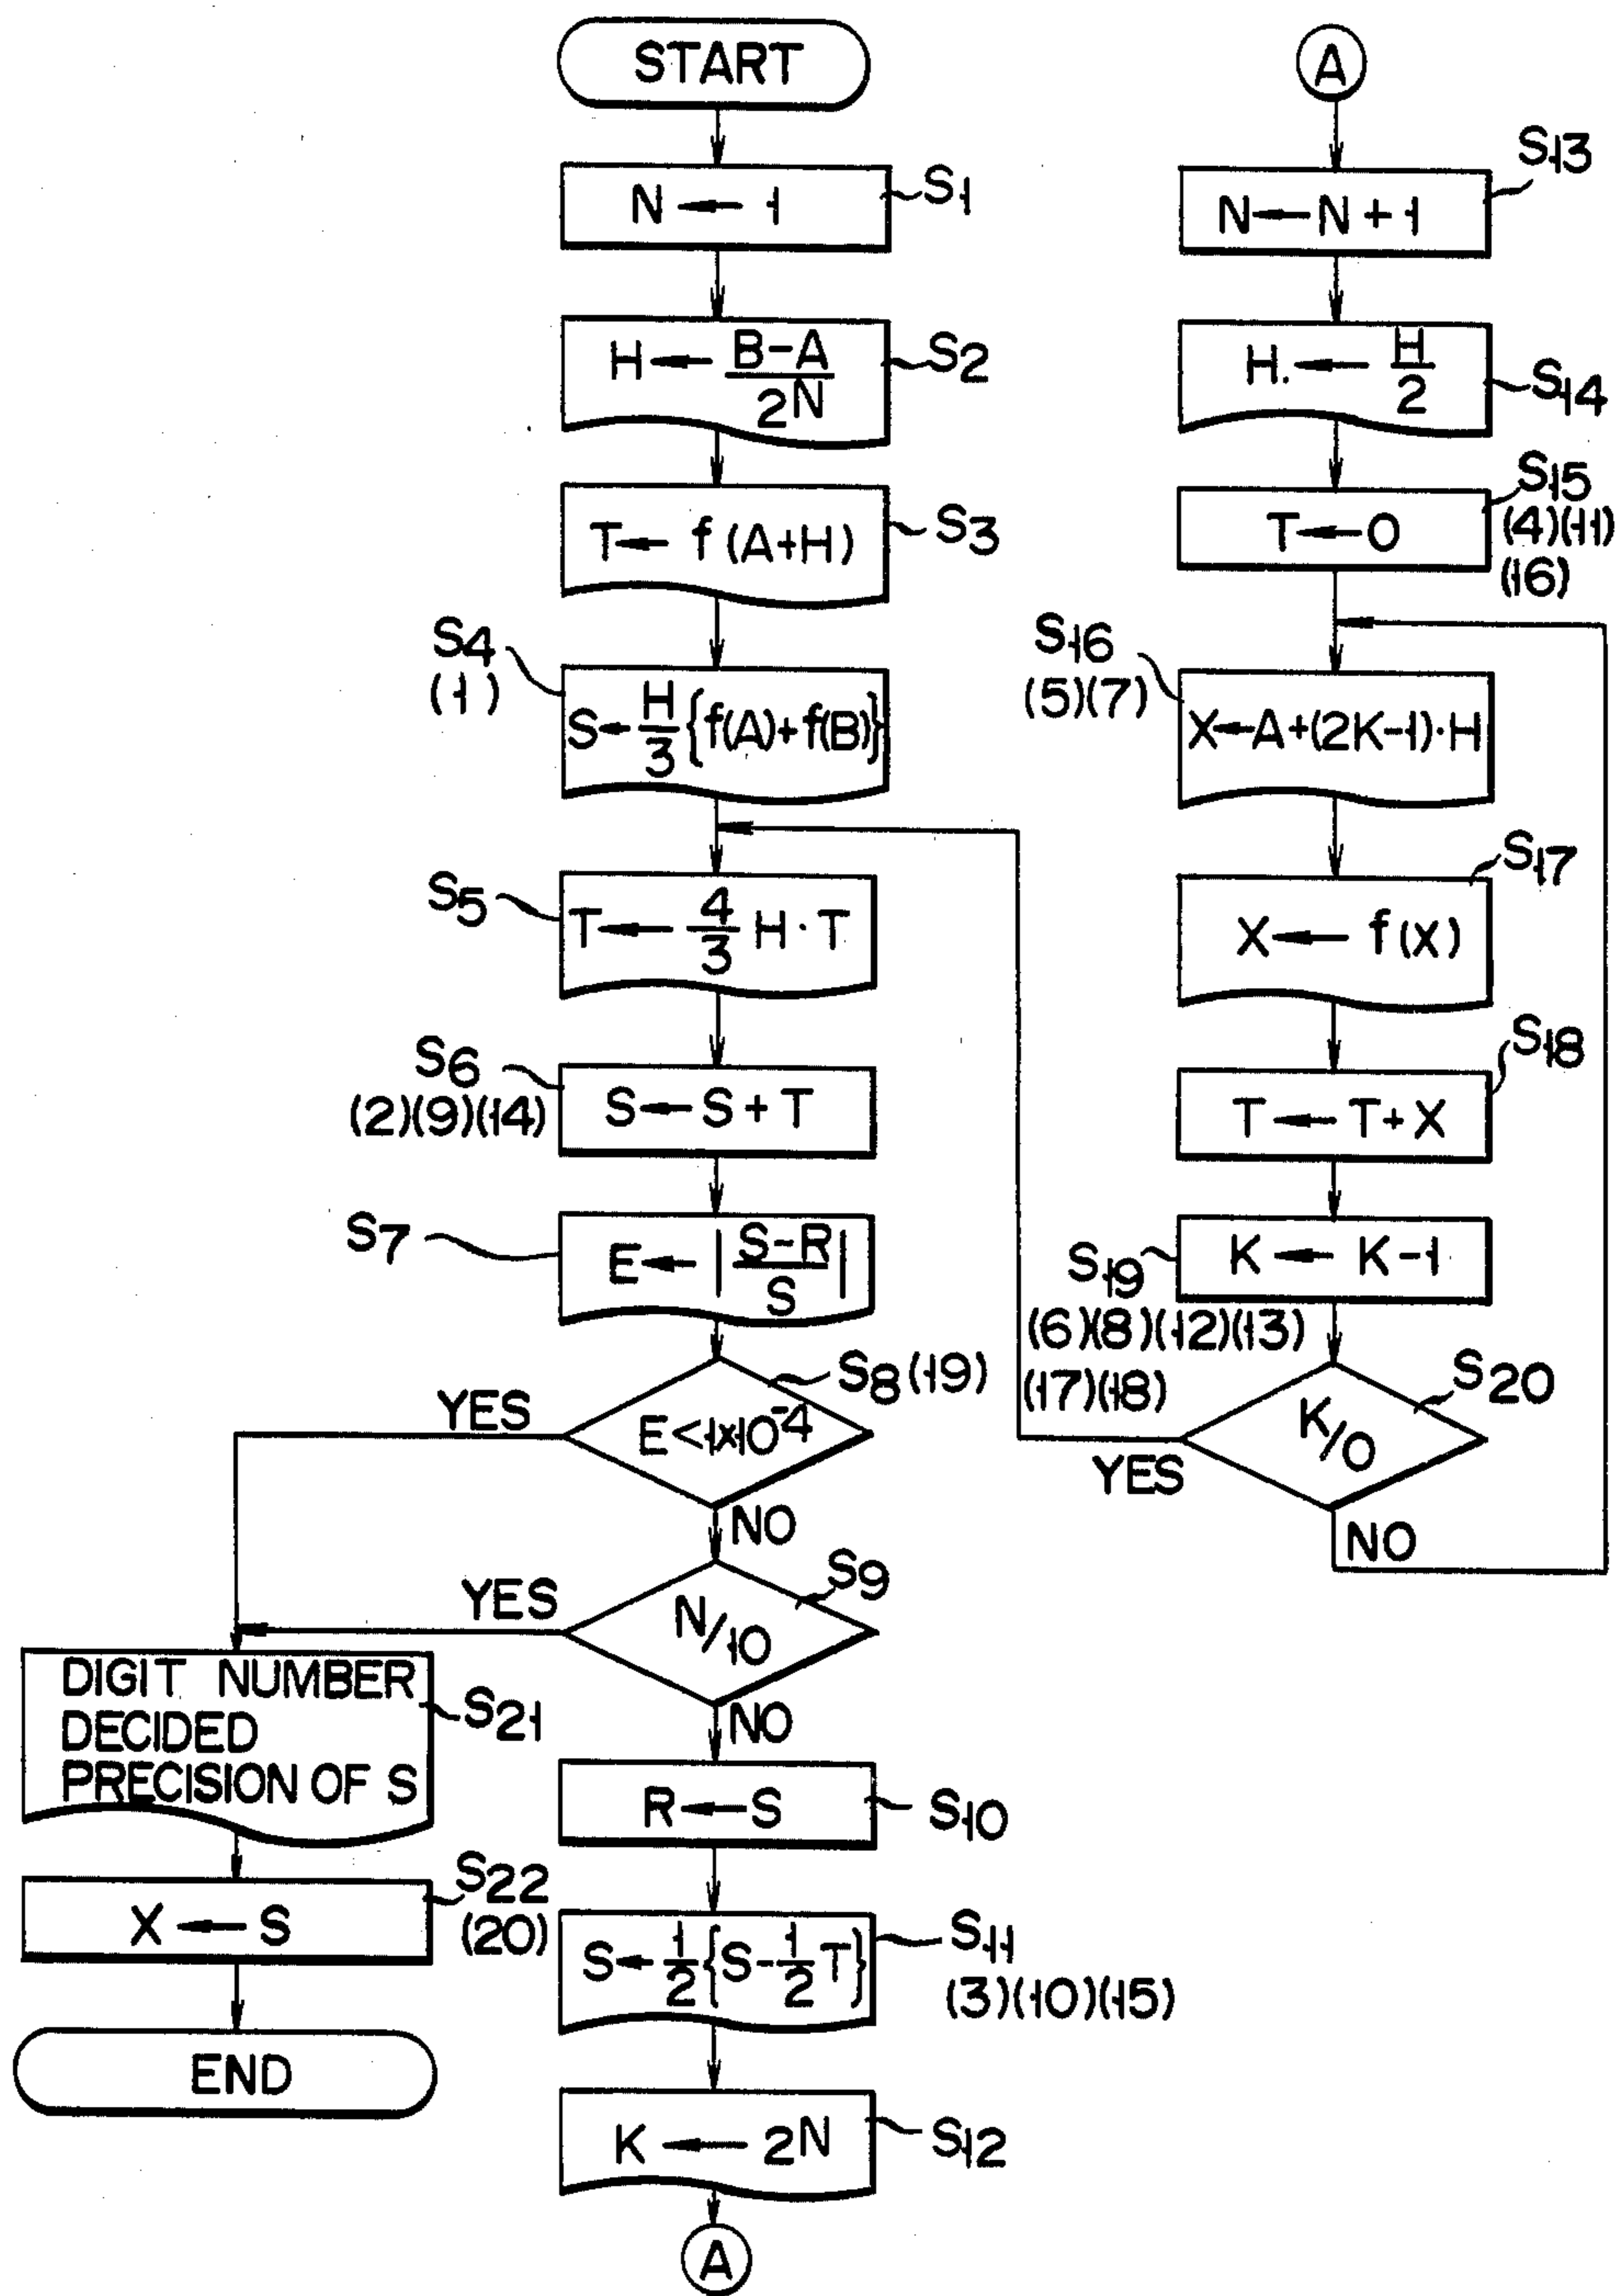 START
N ← 1
S1
H ← B-A / 2^N
S2
T ← f(A+H)
S3
S4
(1)
S ← H/3 {f(A)+f(B)}
S5
T ← 4/3 H · T
S6
(2)(9)(14)
S ← S + T
S7
E ← | S-R / S |
S8 (19)
E < 1×10^-4
YES
NO
S9
N/10
YES
NO
DIGIT NUMBER
DECIDED
PRECISION OF S
S21
R ← S
S10
X ← S
S22
(20)
S ← 1/2 {S - 1/2 T}
S11
(3)(10)(15)
END
K ← 2^N
S12
A
A
N ← N + 1
S13
H. ← H/2
S14
T ← 0
S15
(4)(11)
(16)
S16
(5)(7)
X ← A+(2K-1)·H
S17
X ← f(X)
S18
T ← T+X
S19
K ← K-1
(6)(8)(12)(13)
(17)(18)
S20
K/0
YES
NO